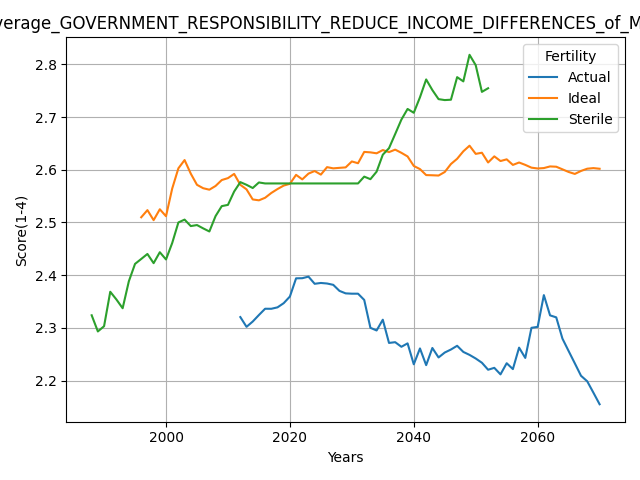 verage_GOVERNMENT_RESPONSIBILITY_REDUCE_INCOME_DIFFERENCES_of_M
Fertility
Actual
Ideal
Sterile
Score(1-4)
2.8
2.7
2.6
2.5
2.4
2.3
2.2
2000
2020
2040
2060
Years